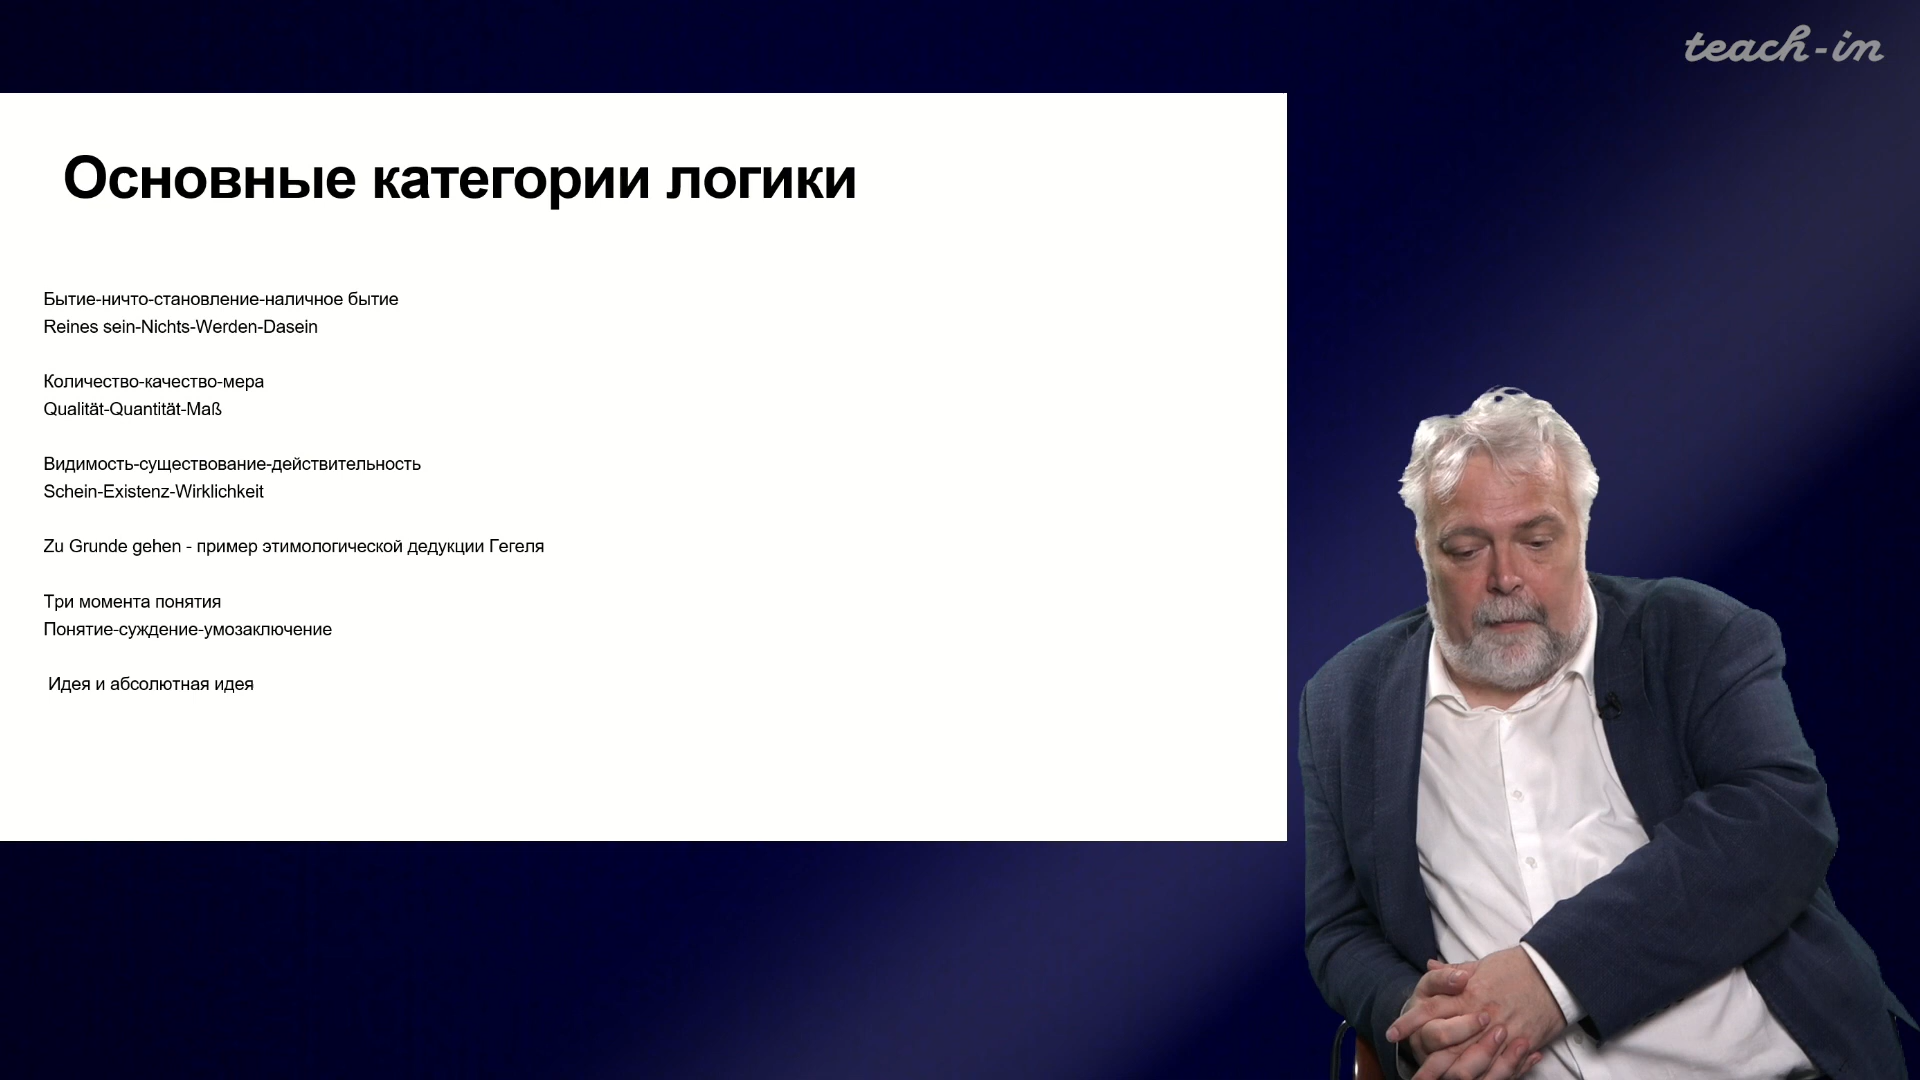 teach-in
Основные категории логики
Бытие-ничто-становление-наличное бытие
Reines sein-Nichts-Werden-Dasein
Количество-качество-мера
Qualität-Quantität-Maß
Видимость-существование-действительность
Schein-Existenz-Wirklichkeit
Zu Grunde gehen - пример этимологической дедукции Гегеля
Три момента понятия
Понятие-суждение-умозаключение
Идея и абсолютная идея